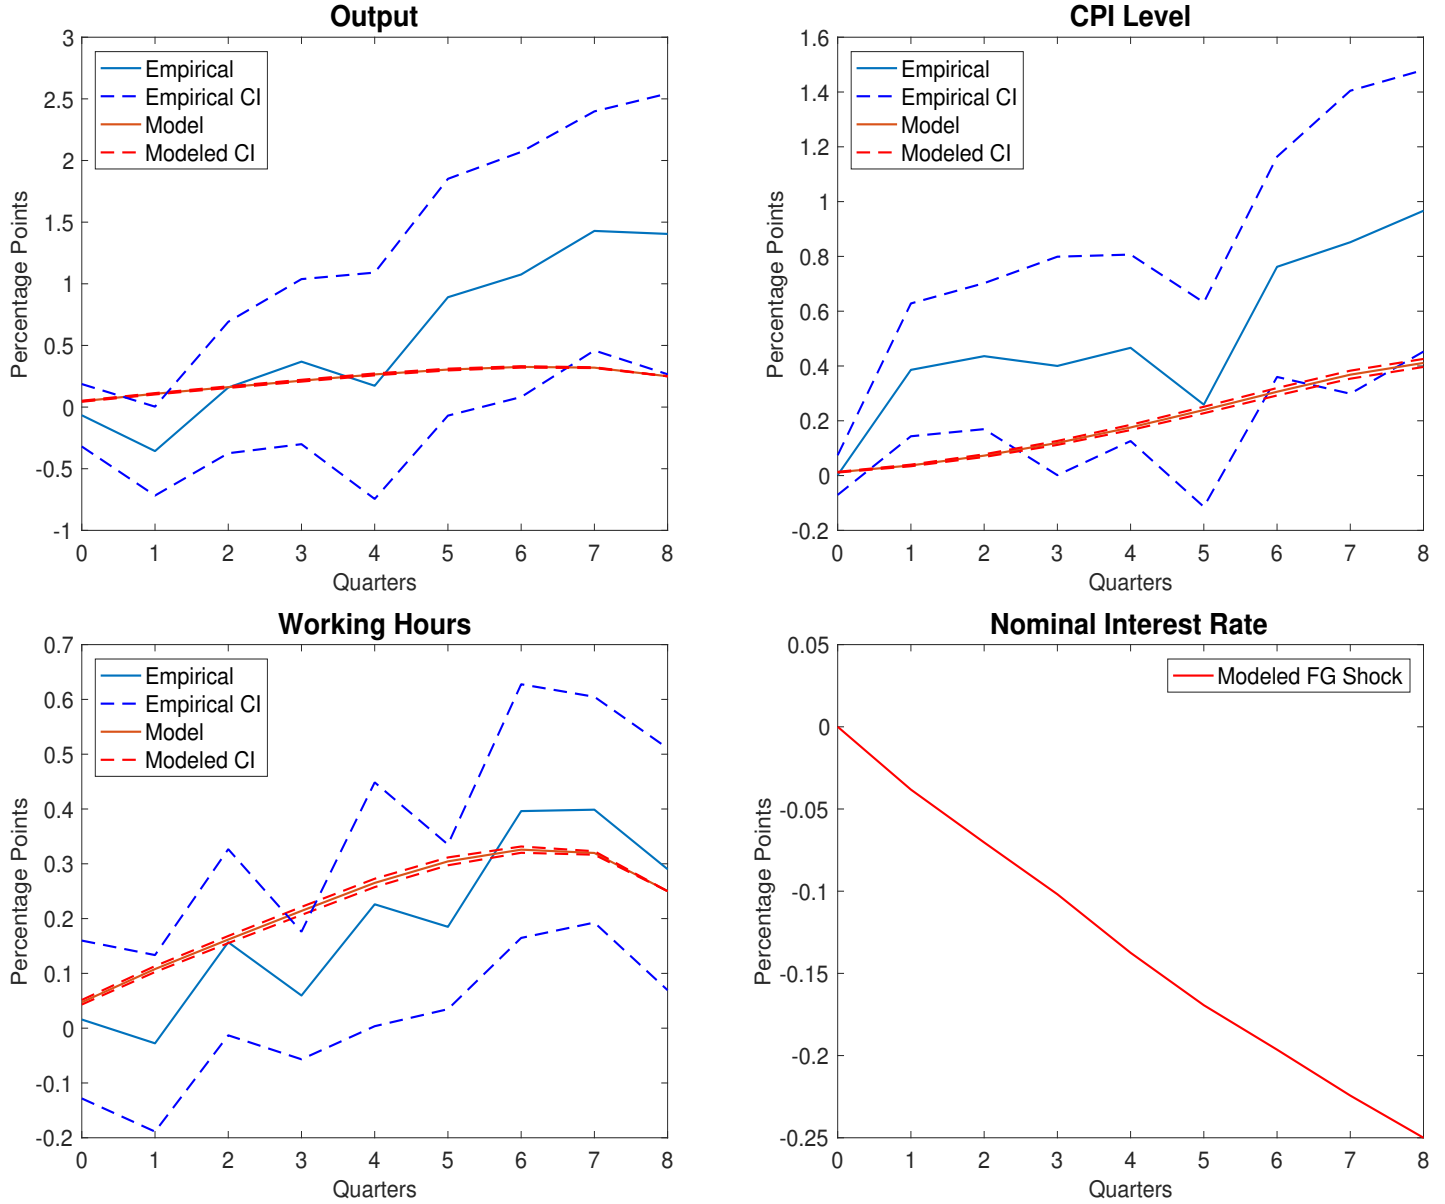 Output
3
2.5
2
1.5
1
0.5
0
-0.5
-1
Percentage Points
Empirical
Empirical CI
Model
Modeled CI
0 1 2 3 4 5 6 7 8
Quarters
CPI Level
1.6
1.4
1.2
1
0.8
0.6
0.4
0.2
0
-0.2
Percentage Points
Empirical
Empirical CI
Model
Modeled CI
0 1 2 3 4 5 6 7 8
Quarters
Working Hours
0.7
0.6
0.5
0.4
0.3
0.2
0.1
0
-0.1
-0.2
Percentage Points
Empirical
Empirical CI
Model
Modeled CI
0 1 2 3 4 5 6 7 8
Quarters
Nominal Interest Rate
0.05
0
-0.05
-0.1
-0.15
-0.2
-0.25
Percentage Points
Modeled FG Shock
0 1 2 3 4 5 6 7 8
Quarters